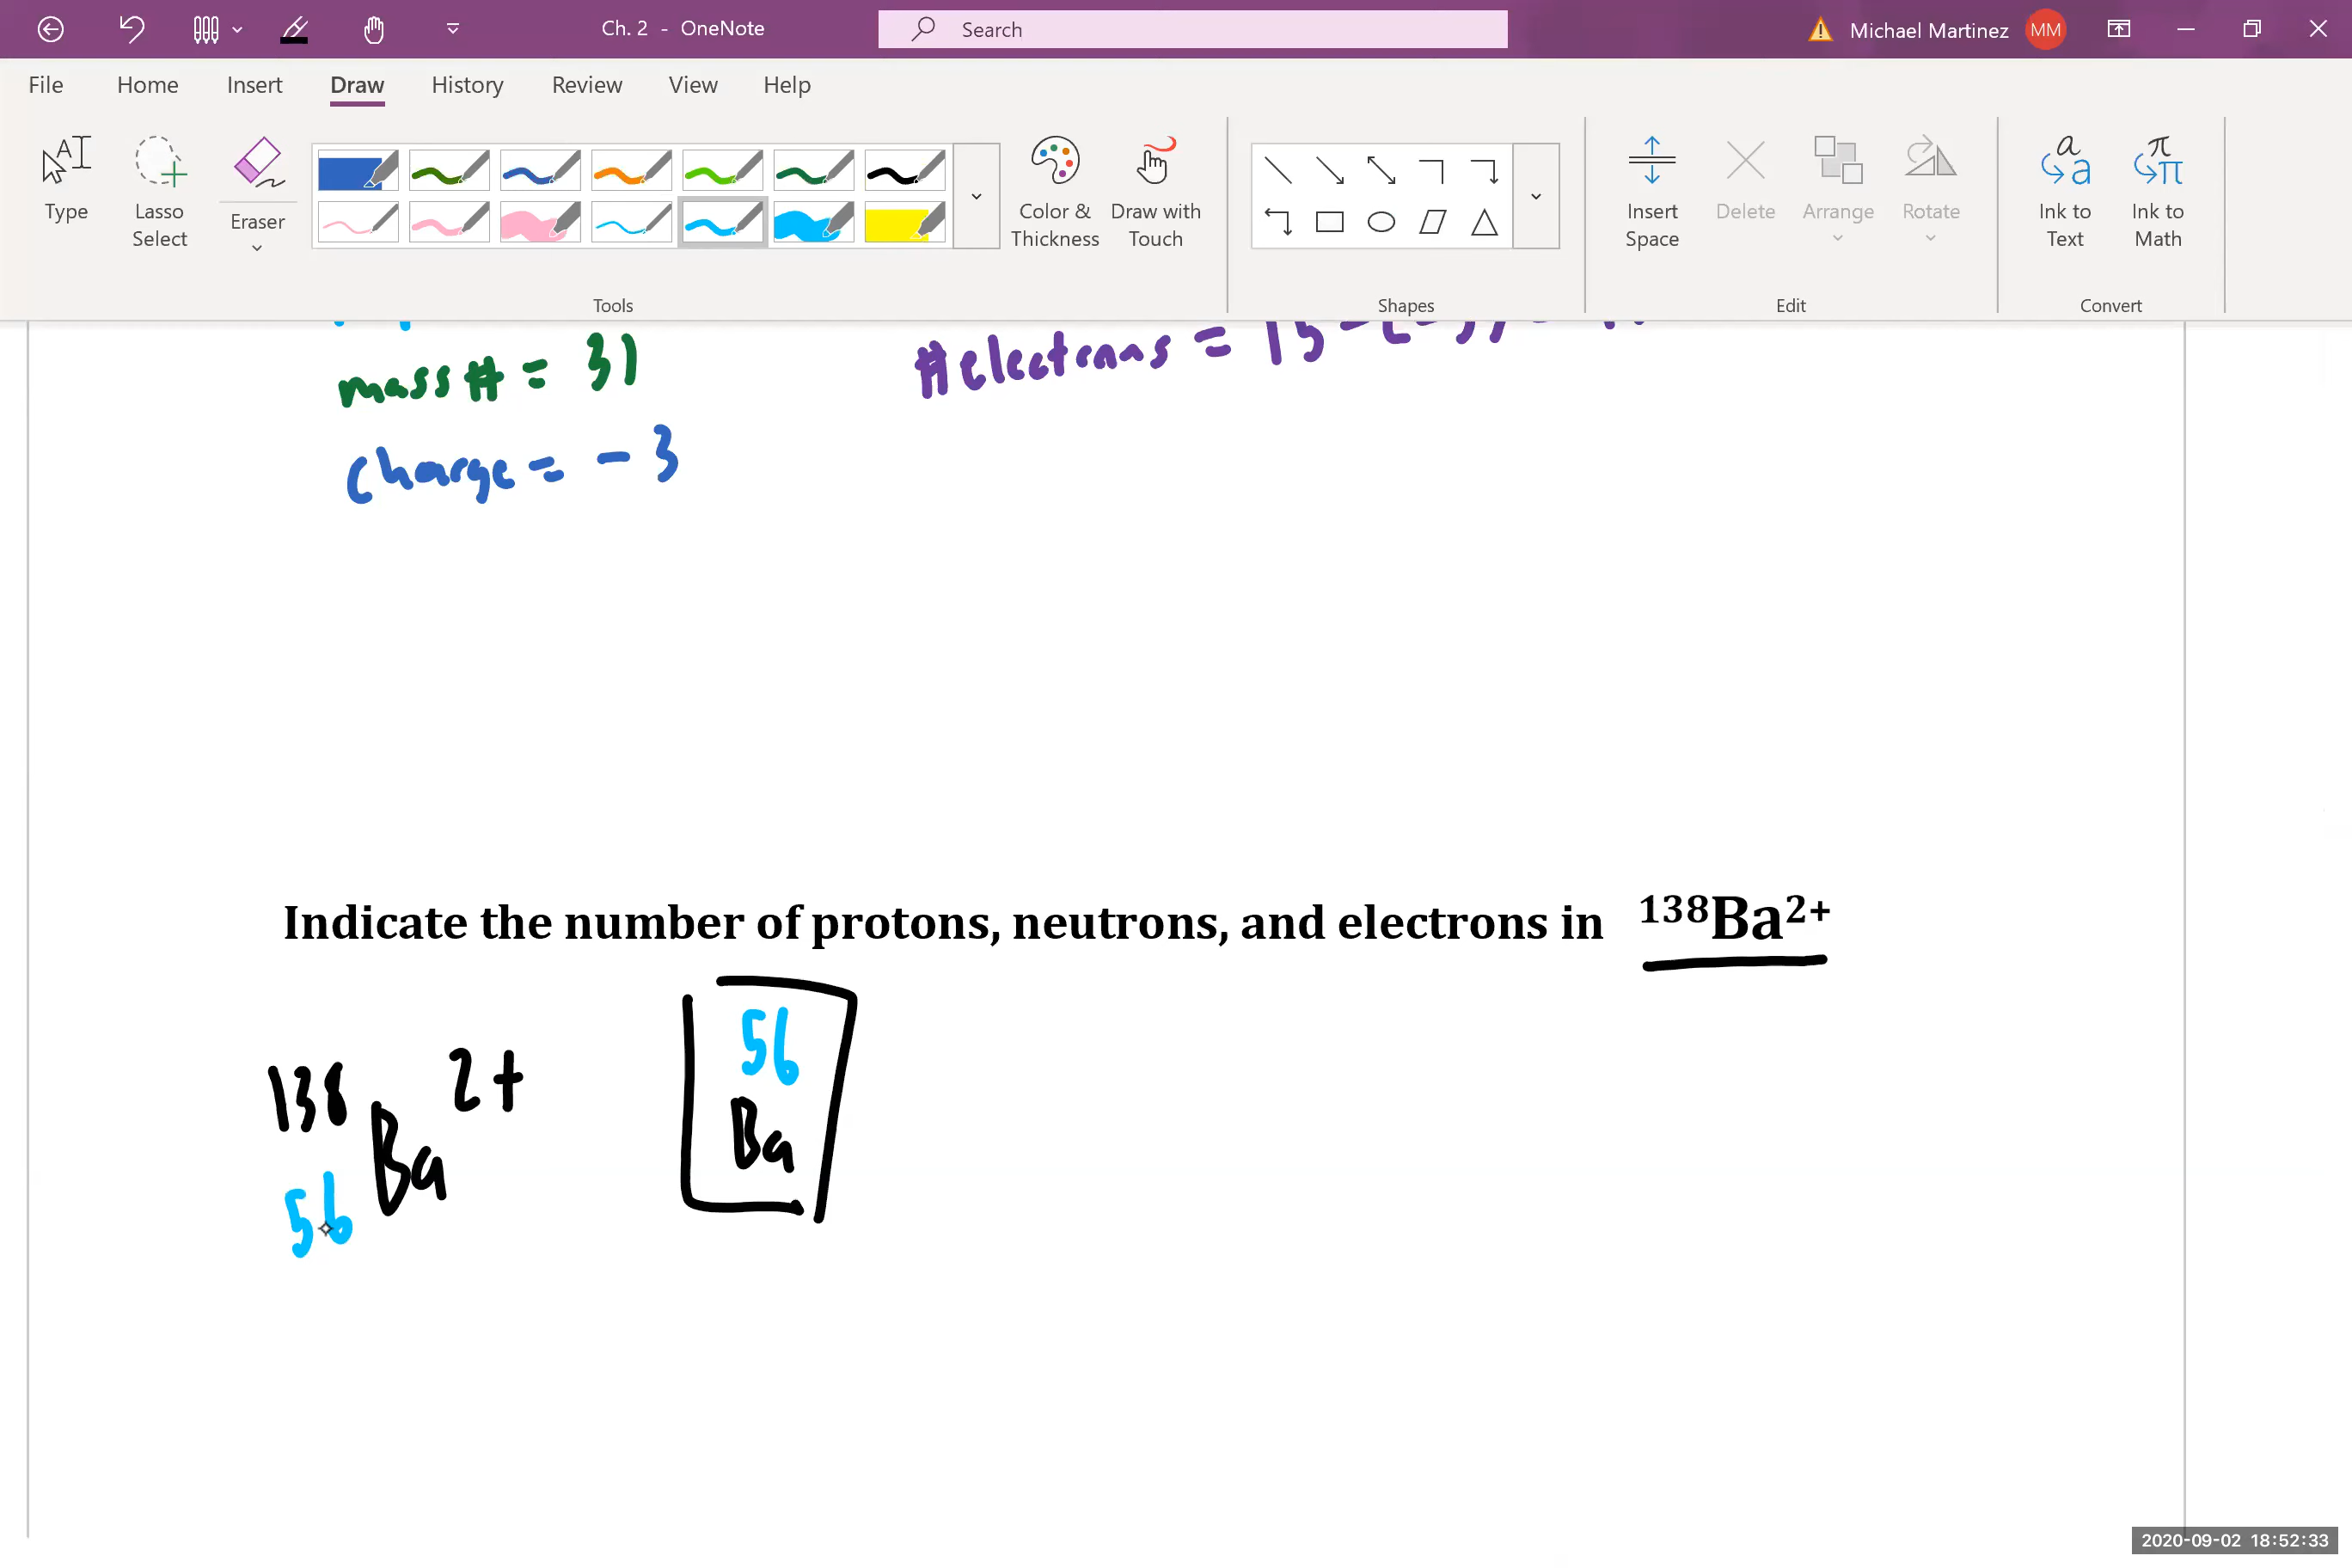 Ch. 2 - OneNote
Search
Michael Martinez MM
File Home Insert Draw History Review View Help
Type
Lasso Select
Eraser
Color & Thickness
Draw with Touch
Insert Space
Delete
Arrange
Rotate
Ink to Text
Ink to Math
Tools
Shapes
Edit
Convert
mass # = 31
charge = - 3
# electrons =
Indicate the number of protons, neutrons, and electrons in ¹³⁸Ba²⁺
138 Ba 2+
56
56
Ba
2020-09-02 18:52:33